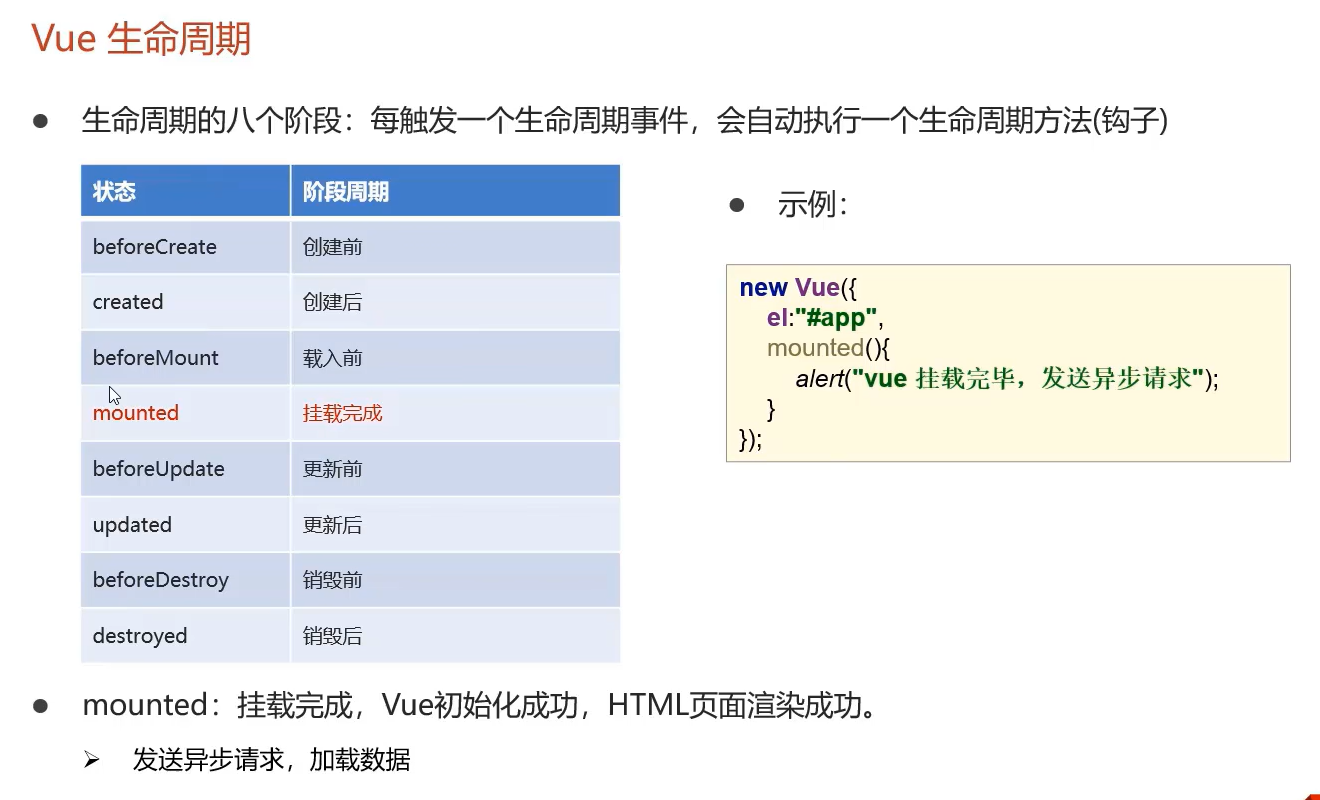 Vue 生命周期
● 生命周期的八个阶段：每触发一个生命周期事件，会自动执行一个生命周期方法(钩子)
状态 阶段周期
beforeCreate 创建前
created 创建后
beforeMount 载入前
mounted 挂载完成
beforeUpdate 更新前
updated 更新后
beforeDestroy 销毁前
destroyed 销毁后
● 示例：
new Vue({
    el:"#app",
    mounted(){
        alert("vue 挂载完毕，发送异步请求");
    }
});
● mounted：挂载完成，Vue初始化成功，HTML页面渲染成功。
➢ 发送异步请求，加载数据